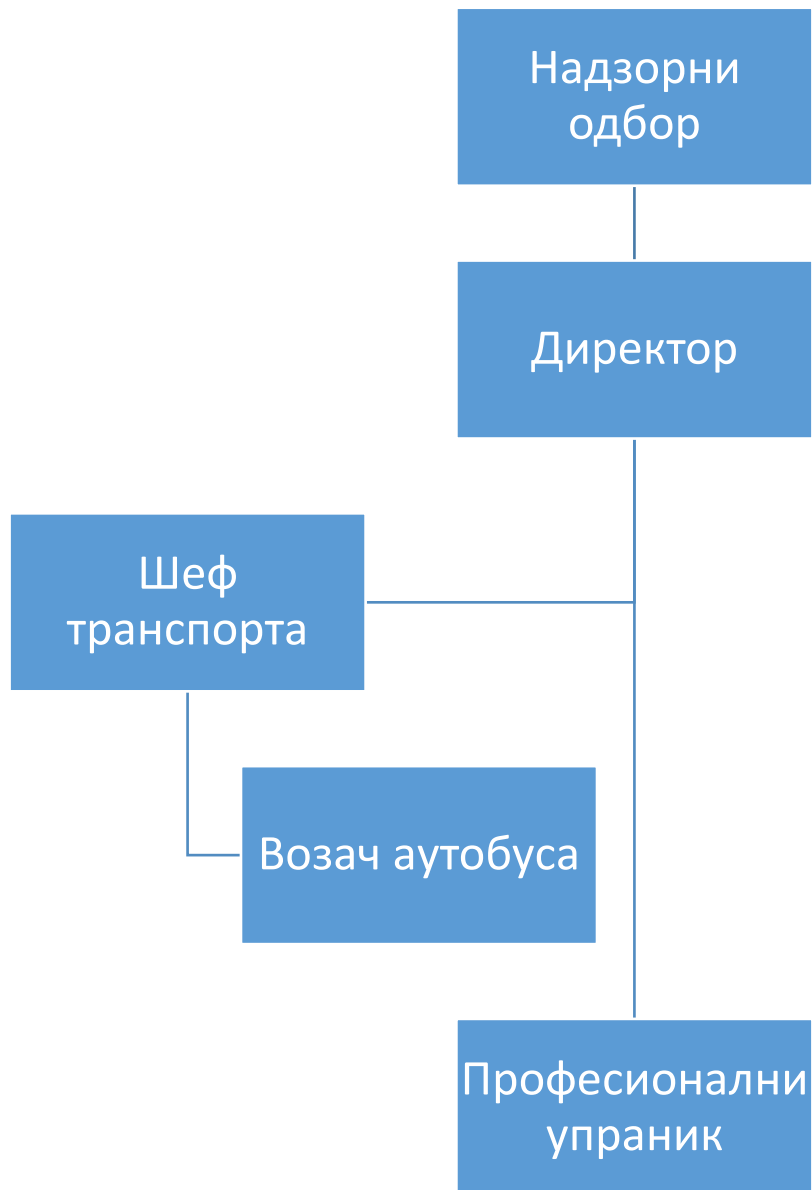 Надзорни
одбор
Директор
Шеф
транспорта
Возач аутобуса
Професионални
упраник